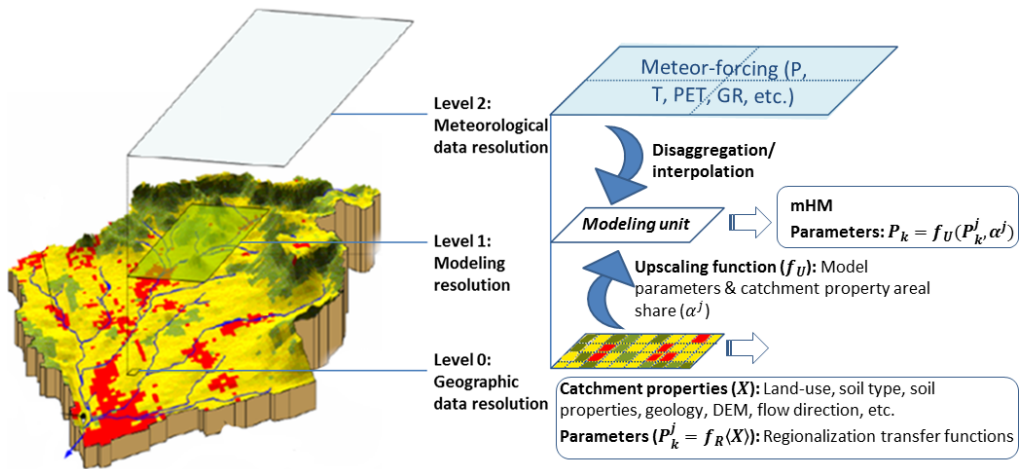 Level 2:
Meteorological
data resolution
Level 1:
Modeling
resolution
Level 0:
Geographic
data resolution
Meteor-forcing (P,
T, PET, GR, etc.)
Disaggregation/
interpolation
Modeling unit
mHM
Parameters: P_k = f_U(P_k^j, α^j)
Upscaling function (f_U): Model
parameters & catchment property areal
share (α^j)
Catchment properties (X): Land-use, soil type, soil
properties, geology, DEM, flow direction, etc.
Parameters (P_k^j = f_R⟨X⟩): Regionalization transfer functions